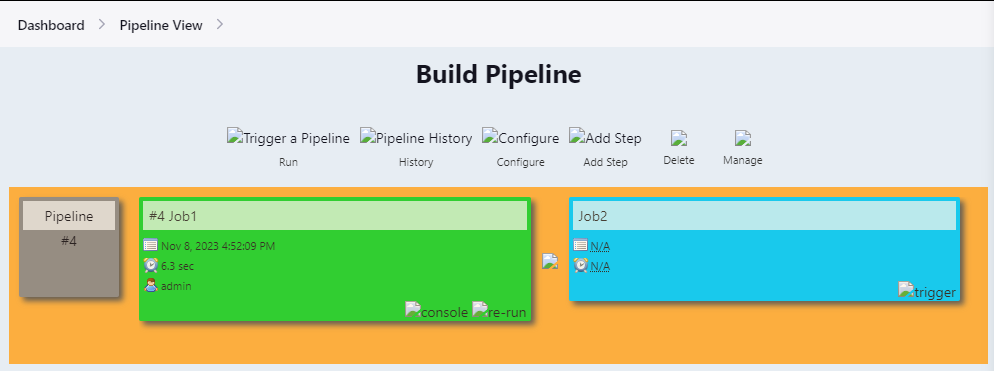 Dashboard > Pipeline View >
Build Pipeline
Trigger a Pipeline Pipeline History Configure Add Step
Run History Configure Add Step Delete Manage
Pipeline
#4
#4 Job1
Nov 8, 2023 4:52:09 PM
6.3 sec
admin
console re-run
Job2
N/A
N/A
trigger